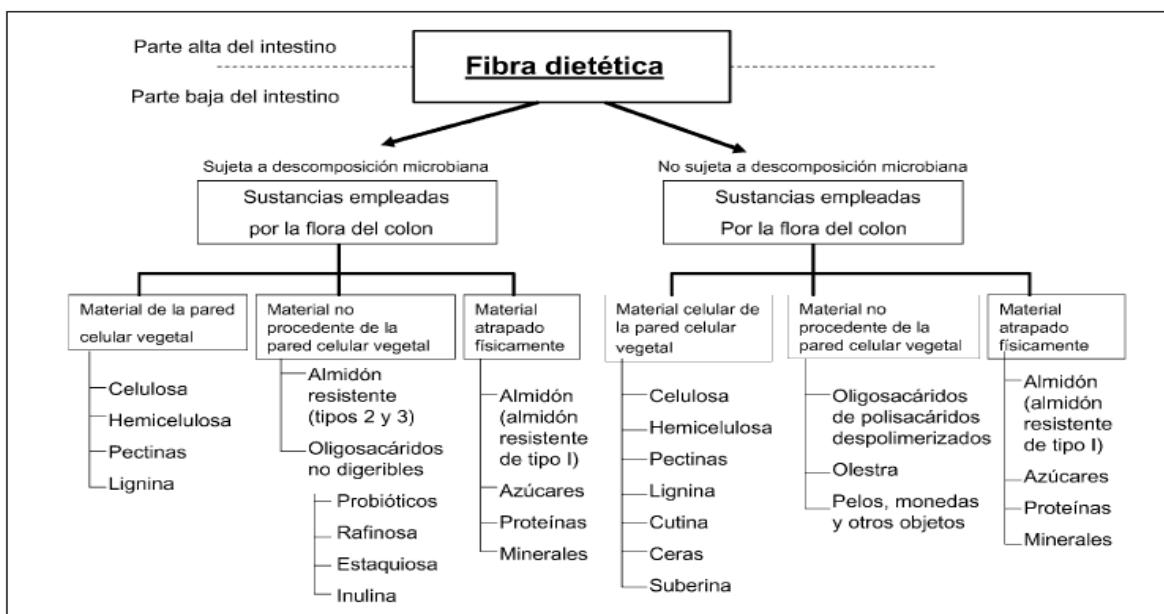 Parte alta del intestino
Fibra dietética
Parte baja del intestino
Sujeta a descomposición microbiana
Sustancias empleadas
por la flora del colon
No sujeta a descomposición microbiana
Sustancias empleadas
Por la flora del colon
Material de la pared
celular vegetal
Celulosa
Hemicelulosa
Pectinas
Lignina
Material no
procedente de la
pared celular vegetal
Almidón
resistente
(tipos 2 y 3)
Oligosacáridos
no digeribles
Probióticos
Rafinosa
Estaquiosa
Inulina
Material
atrapado
físicamente
Almidón
(almidón
resistente
de tipo I)
Azúcares
Proteínas
Minerales
Material celular de
la pared celular
vegetal
Celulosa
Hemicelulosa
Pectinas
Lignina
Cutina
Ceras
Suberina
Material no
procedente de la
pared celular vegetal
Oligosacáridos
de polisacáridos
despolimerizados
Olestra
Pelos, monedas
y otros objetos
Material
atrapado
físicamente
Almidón
(almidón
resistente
de tipo I)
Azúcares
Proteínas
Minerales